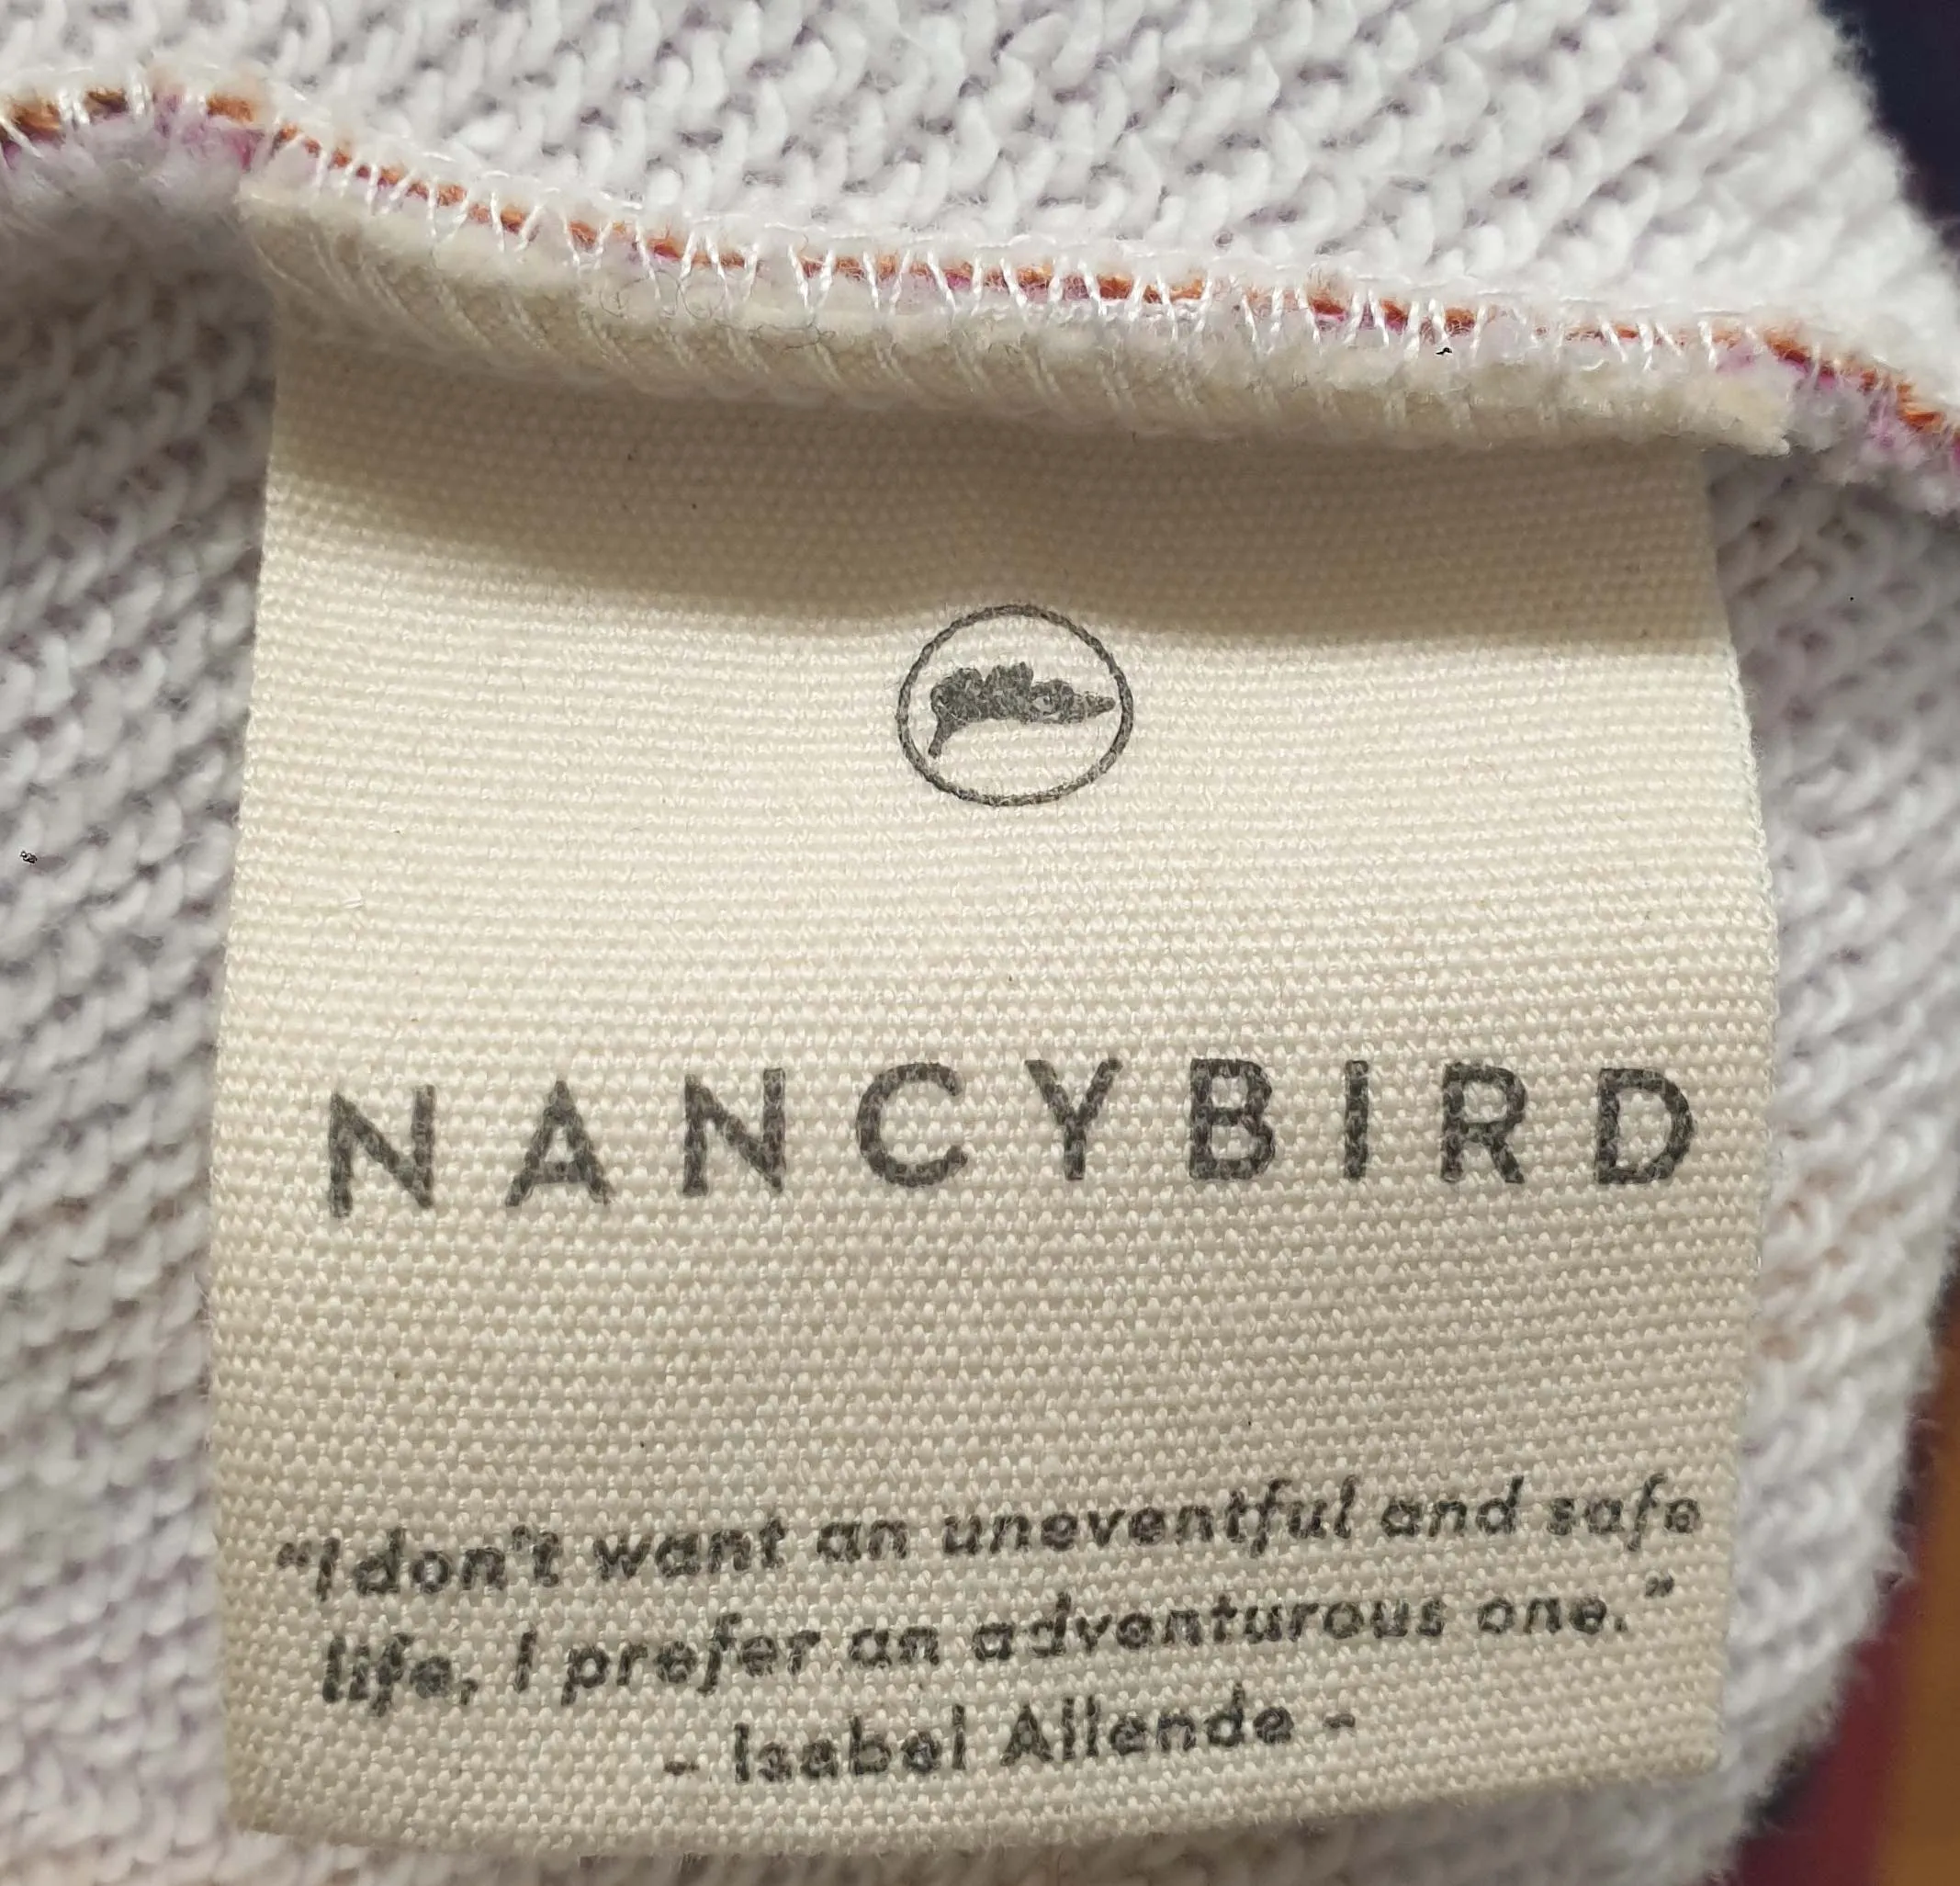 NANCYBIRD
“I don't want an uneventful and safe
life, I prefer an adventurous one.”
- Isabel Allende -